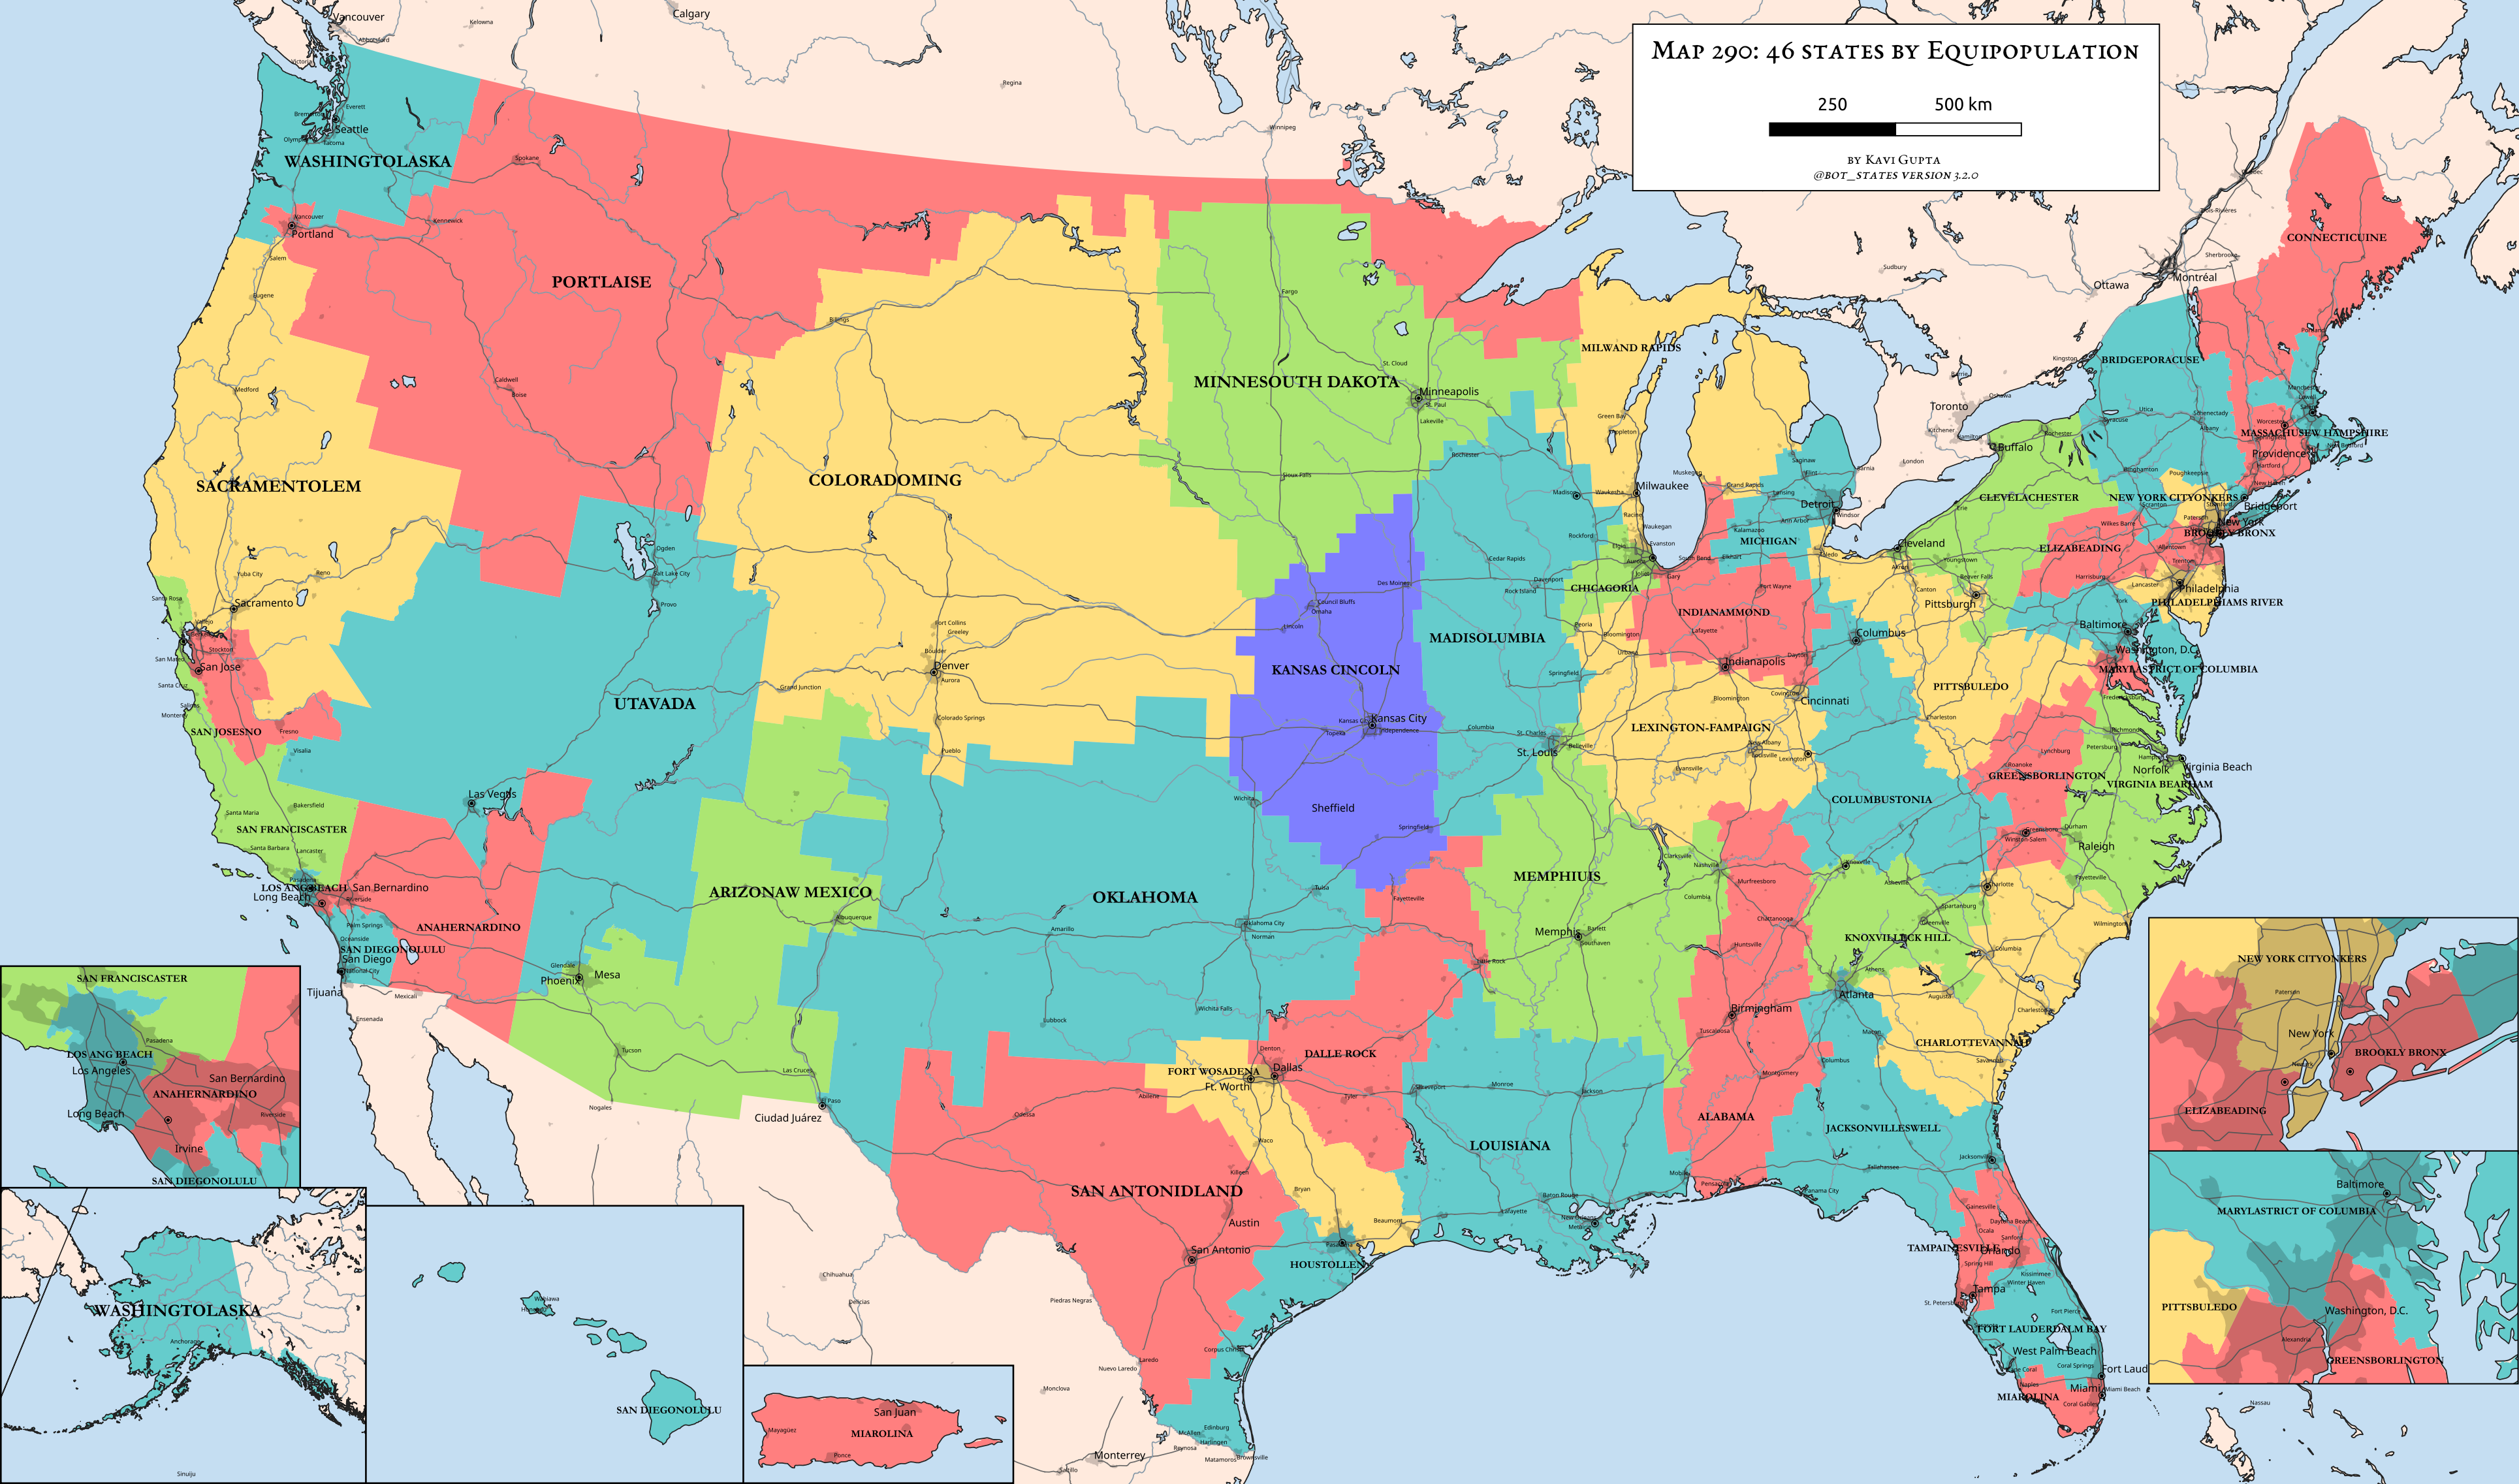 Map 290: 46 states by Equipopulation
250 500 km
by Kavi Gupta
@bot_states version 3.2.0
Vancouver
Abbotsford
Kelowna
Calgary
Regina
Winnipeg
Victoria
Everett
Bremerton
Seattle
Olympia
Tacoma
WASHINGTOLASKA
Spokane
Vancouver
Kennewick
Portland
Salem
Eugene
PORTLAISE
Medford
Caldwell
Boise
Billings
Fargo
St. Cloud
MINNESOUTH DAKOTA
Minneapolis
St. Paul
Lakeville
Rochester
Sioux Falls
SACRAMENTOLEM
COLORADOMING
Yuba City
Reno
Santa Rosa
Sacramento
Vallejo
Stockton
San Mateo
San Jose
Santa Cruz
Salinas
Monterey
SAN JOSESNO
Fresno
Visalia
Ogden
Salt Lake City
Provo
UTAVADA
Grand Junction
Fort Collins
Greeley
Boulder
Denver
Aurora
Colorado Springs
Pueblo
Council Bluffs
Omaha
Lincoln
Des Moines
KANSAS CINCOLN
Kansas City
Topeka
Independence
Sheffield
Wichita
Springfield
MADISOLUMBIA
Cedar Rapids
Davenport
Rock Island
Columbia
St. Charles
St. Louis
Belleville
Springfield
MILWAND RAPIDS
Green Bay
Appleton
Madison
Waukesha
Milwaukee
Racine
Waukegan
Rockford
Elgin
Evanston
Aurora
Joliet
Gary
South Bend
Elkhart
CHICAGORIA
Peoria
Bloomington
Urbana
Muskegon
Grand Rapids
Saginaw
Flint
Lansing
Detroit
Windsor
Ann Arbor
Kalamazoo
MICHIGAN
Sarnia
London
Fort Wayne
INDIANAMMOND
Lafayette
Indianapolis
Dayton
Toledo
Columbus
Bloomington
Covington
Cincinnati
LEXINGTON-FAMPAIGN
New Albany
Louisville
Lexington
Evansville
Sudbury
Ottawa
Montréal
Sherbrooke
Trois-Rivières
Quebec
Kingston
Barrie
Oshawa
Toronto
Kitchener
Hamilton
Buffalo
Rochester
Erie
CLEVELACHESTER
Cleveland
Akron
Canton
Youngstown
Beaver Falls
Pittsburgh
PITTSBULEDO
Charleston
CONNECTICUINE
Portland
BRIDGEPORACUSE
Utica
Syracuse
Schenectady
Albany
Manchester
Lowell
Worcester
MASSACHUSEW HAMPSHIRE
New Bedford
Providence
Hartford
New Haven
Binghamton
Poughkeepsie
NEW YORK CITYONKERS
Scranton
Stamford
Bridgeport
Wilkes Barre
Paterson
New York
BROOKLY BRONX
ELIZABEADING
Allentown
Trenton
Harrisburg
Lancaster
Philadelphia
York
PHILADELPHIAMS RIVER
Baltimore
Washington, D.C.
MARYLASTRICT OF COLUMBIA
Fredericksburg
Richmond
Petersburg
Lynchburg
Roanoke
Hampton
Norfolk
Virginia Beach
GREENSBORLINGTON
VIRGINIA BEARHAM
COLUMBUSTONIA
Greensboro
Winston-Salem
Durham
Raleigh
Fayetteville
Charlotte
Wilmington
Knoxville
Asheville
Spartanburg
Greenville
KNOXVILLECK HILL
Columbia
Athens
Atlanta
Augusta
Charleston
Macon
Columbus
CHARLOTTEVANNAH
Savannah
Las Vegas
Bakersfield
Santa Maria
SAN FRANCISCASTER
Santa Barbara
Lancaster
Pasadena
LOS ANG BEACH
San Bernardino
Long Beach
Riverside
Palm Springs
ANAHERNARDINO
Oceanside
SAN DIEGONOLULU
San Diego
National City
Tijuana
Mexicali
Ensenada
Glendale
Phoenix
Mesa
ARIZONAW MEXICO
Albuquerque
Tucson
Nogales
Las Cruces
El Paso
Ciudad Juárez
OKLAHOMA
Tulsa
Oklahoma City
Norman
Amarillo
Lubbock
Wichita Falls
Fayetteville
Little Rock
MEMPHIUIS
Memphis
Bartlett
Southaven
Clarksville
Nashville
Murfreesboro
Columbia
Chattanooga
Huntsville
Birmingham
Tuscaloosa
Montgomery
ALABAMA
Mobile
Pensacola
DALLE ROCK
Denton
Dallas
FORT WOSADENA
Ft. Worth
Abilene
Tyler
Odessa
Waco
Killeen
Bryan
Shreveport
Monroe
Jackson
LOUISIANA
Baton Rouge
Lafayette
New Orleans
Metairie
Beaumont
SAN ANTONIDLAND
Austin
San Antonio
Pasadena
HOUSTOLLEN
Corpus Christi
Laredo
Nuevo Laredo
Piedras Negras
Chihuahua
Delicias
Monclova
Edinburg
McAllen
Harlingen
Reynosa
Matamoros
Brownsville
Monterrey
Saltillo
JACKSONVILLESWELL
Tallahassee
Panama City
Jacksonville
Gainesville
Ocala
Daytona Beach
Sanford
TAMPAINESVILLE
Orlando
Spring Hill
Kissimmee
Winter Haven
Tampa
St. Petersburg
Fort Pierce
FORT LAUDERDALM BAY
West Palm Beach
Cape Coral
Coral Springs
Fort Laud
Naples
Miami
Miami Beach
MIAROLINA
Coral Gables
Nassau
SAN FRANCISCASTER
Pasadena
LOS ANG BEACH
Los Angeles
San Bernardino
ANAHERNARDINO
Long Beach
Riverside
Irvine
SAN DIEGONOLULU
WASHINGTOLASKA
Anchorage
Sinuiju
Wahiawa
Honolulu
SAN DIEGONOLULU
San Juan
Mayagüez
MIAROLINA
Ponce
NEW YORK CITYONKERS
Paterson
New York
BROOKLY BRONX
Newark
ELIZABEADING
Baltimore
MARYLASTRICT OF COLUMBIA
PITTSBULEDO
Washington, D.C.
Alexandria
GREENSBORLINGTON